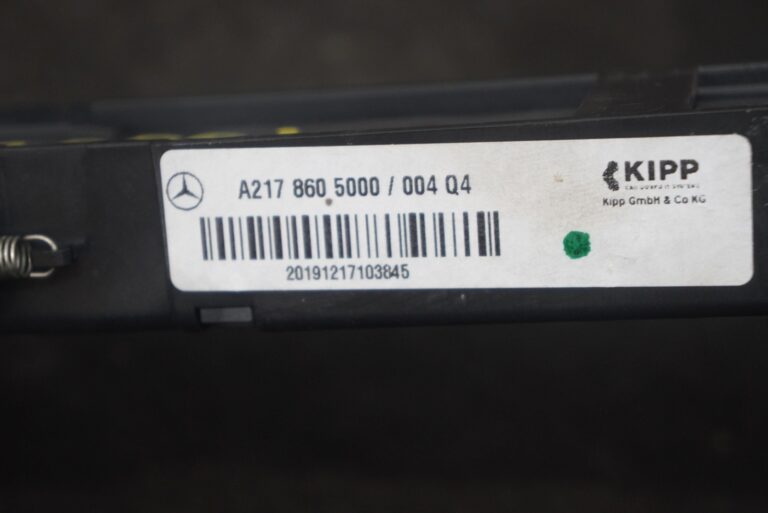 A217 860 5000 / 004 Q4
20191217103845
KIPP
Kipp GmbH & Co KG